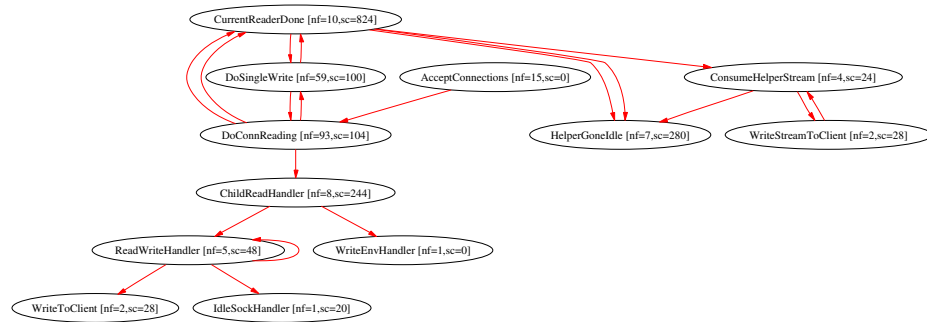 CurrentReaderDone [nf=10,sc=824]
DoSingleWrite [nf=59,sc=100]
AcceptConnections [nf=15,sc=0]
ConsumeHelperStream [nf=4,sc=24]
DoConnReading [nf=93,sc=104]
HelperGoneIdle [nf=7,sc=280]
WriteStreamToClient [nf=2,sc=28]
ChildReadHandler [nf=8,sc=244]
ReadWriteHandler [nf=5,sc=48]
WriteEnvHandler [nf=1,sc=0]
WriteToClient [nf=2,sc=28]
IdleSockHandler [nf=1,sc=20]